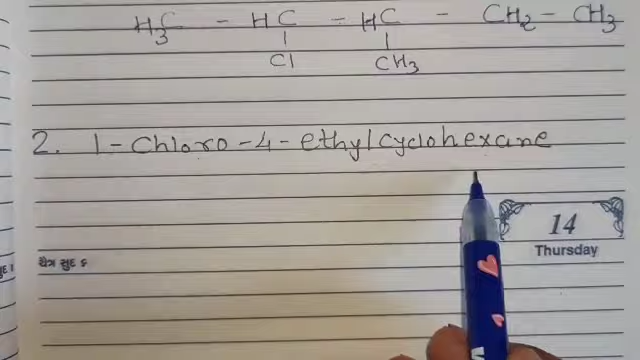 H3C - HC - HC - CH2 - CH3
Cl CH3
2. 1-Chloro-4-ethylcyclohexane
14
Thursday
ચૈત્ર સુદ ૬